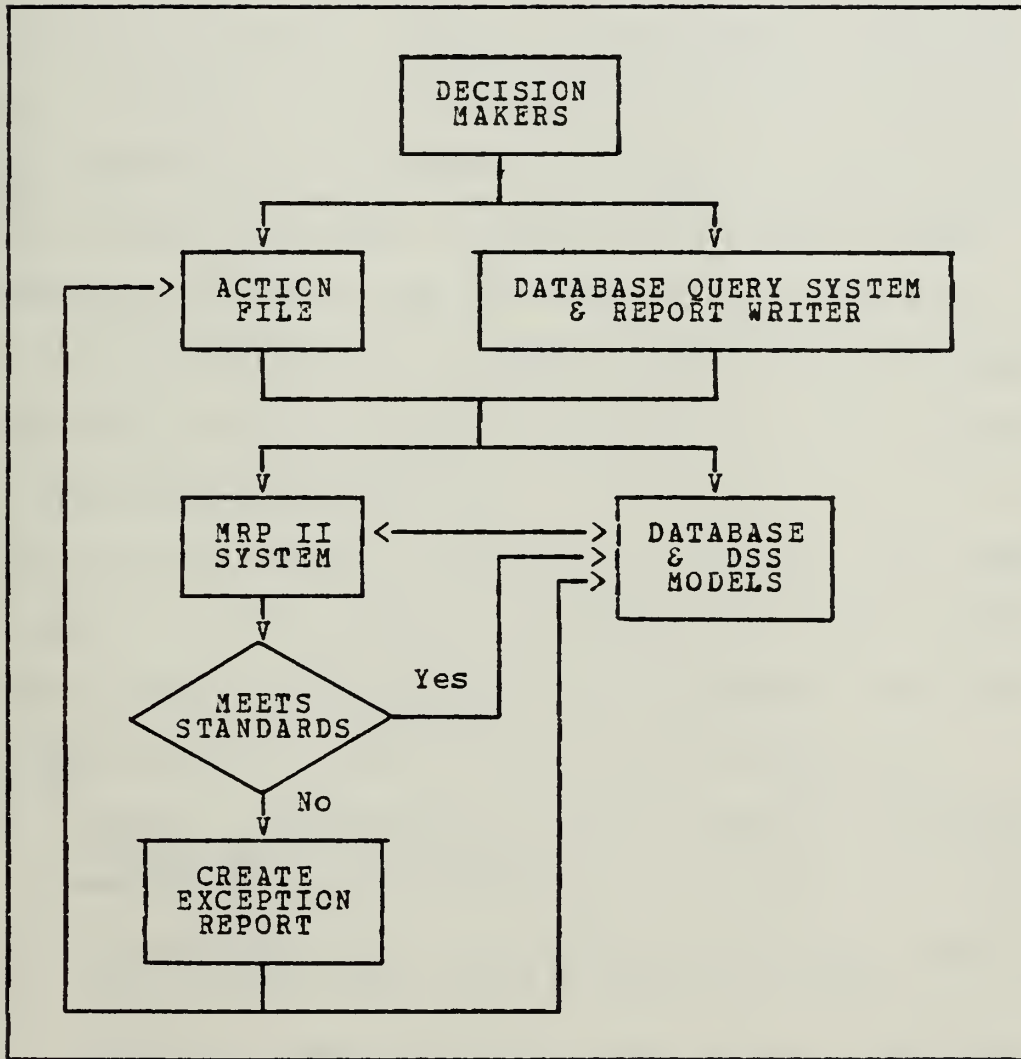 DECISION
MAKERS
ACTION
FILE
DATABASE QUERY SYSTEM
& REPORT WRITER
MRP II
SYSTEM
DATABASE
& DSS
MODELS
MEETS
STANDARDS
Yes
No
CREATE
EXCEPTION
REPORT